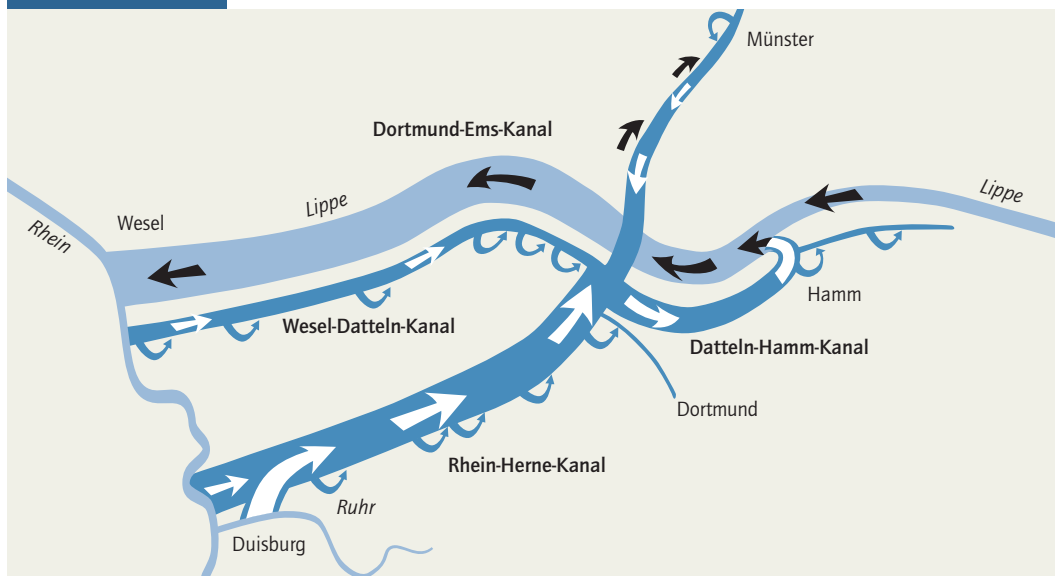 Münster
Dortmund-Ems-Kanal
Lippe
Lippe
Wesel
Rhein
Hamm
Wesel-Datteln-Kanal
Datteln-Hamm-Kanal
Dortmund
Rhein-Herne-Kanal
Ruhr
Duisburg